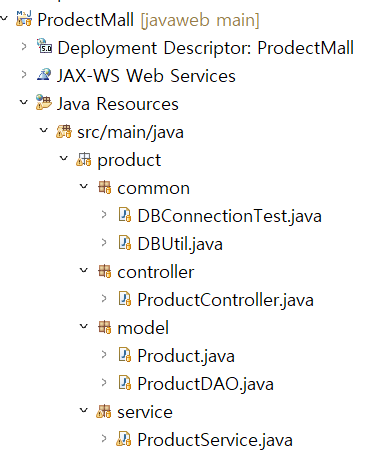 ProdectMall [javaweb main]
Deployment Descriptor: ProdectMall
JAX-WS Web Services
Java Resources
src/main/java
product
common
DBConnectionTest.java
DBUtil.java
controller
ProductController.java
model
Product.java
ProductDAO.java
service
ProductService.java